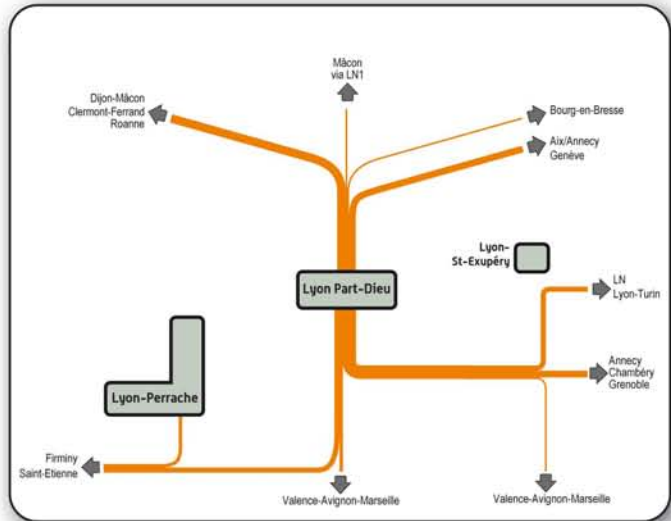 Mâcon
via LN1
Dijon-Mâcon
Clermont-Ferrand
Roanne
Bourg-en-Bresse
Aix/Annecy
Genève
Lyon-
St-Exupéry
Lyon Part-Dieu
LN
Lyon-Turin
Annecy
Chambéry
Grenoble
Lyon-Perrache
Firminy
Saint-Etienne
Valence-Avignon-Marseille
Valence-Avignon-Marseille